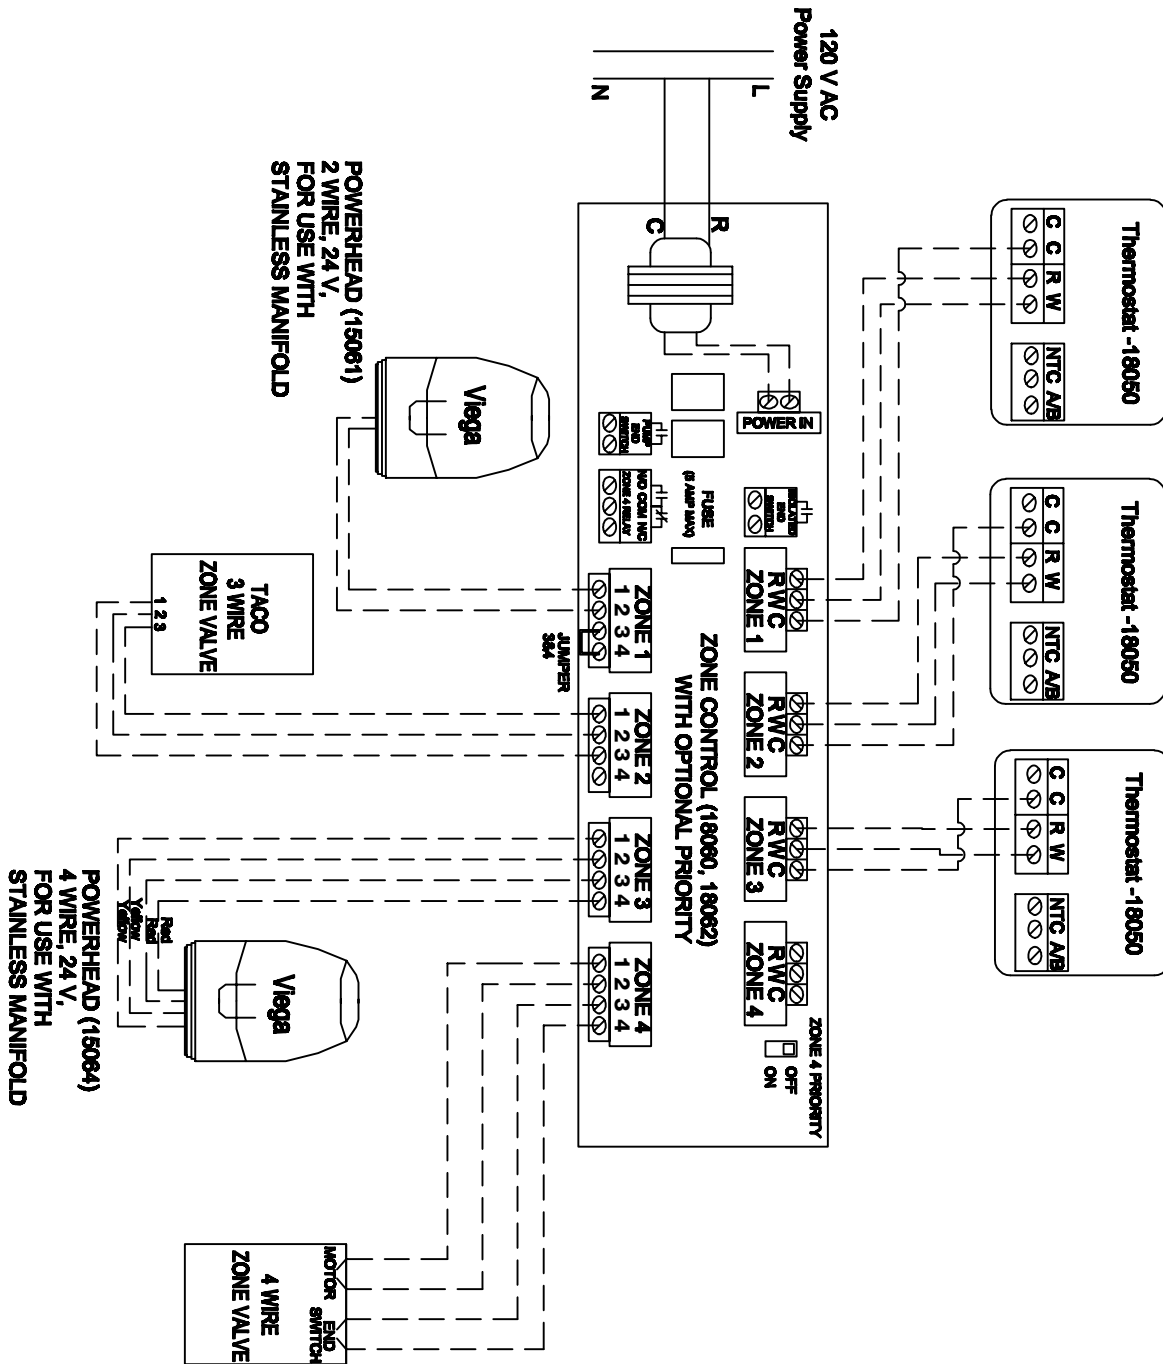 120 V AC
Power Supply
L
N
Thermostat -18050
C C R W NTC A/B
Thermostat -18050
C C R W NTC A/B
Thermostat -18050
C C R W NTC A/B
R
C
POWER IN
ISOLATED
END
SWITCH
PUMP
END
SWITCH
N/O COM N/C
ZONE 4 RELAY
FUSE
(5 AMP MAX)
R W C
ZONE 1
R W C
ZONE 2
R W C
ZONE 3
R W C
ZONE 4
ZONE 4 PRIORITY
OFF
ON
ZONE CONTROL (18060, 18062)
WITH OPTIONAL PRIORITY
ZONE 1
1 2 3 4
JUMPER
3&4
ZONE 2
1 2 3 4
ZONE 3
1 2 3 4
ZONE 4
1 2 3 4
POWERHEAD (15061)
2 WIRE, 24 V,
FOR USE WITH
STAINLESS MANIFOLD
Viega
TACO
3 WIRE
ZONE VALVE
1 2 3
Red
Red
Yellow
Yellow
Viega
POWERHEAD (15064)
4 WIRE, 24 V,
FOR USE WITH
STAINLESS MANIFOLD
MOTOR
END
SWITCH
4 WIRE
ZONE VALVE